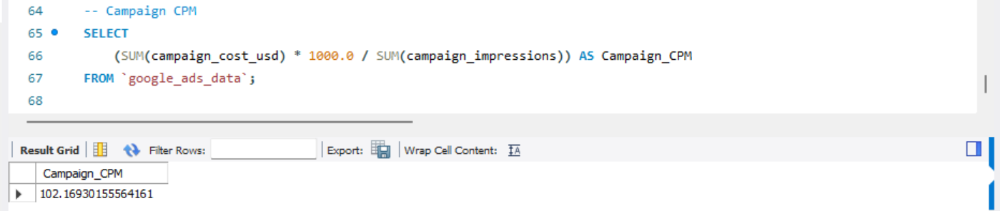 64 -- Campaign CPM
65 SELECT
66 (SUM(campaign_cost_usd) * 1000.0 / SUM(campaign_impressions)) AS Campaign_CPM
67 FROM `google_ads_data`;
68
Result Grid Filter Rows: Export: Wrap Cell Content: IA
Campaign_CPM
102.16930155564161